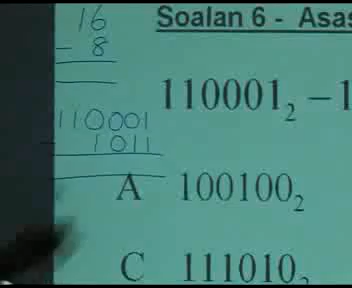 16
Soalan 6 - Asas
- 8
110001₂ – 1
110001
1011
A 100100₂
C 111010₂